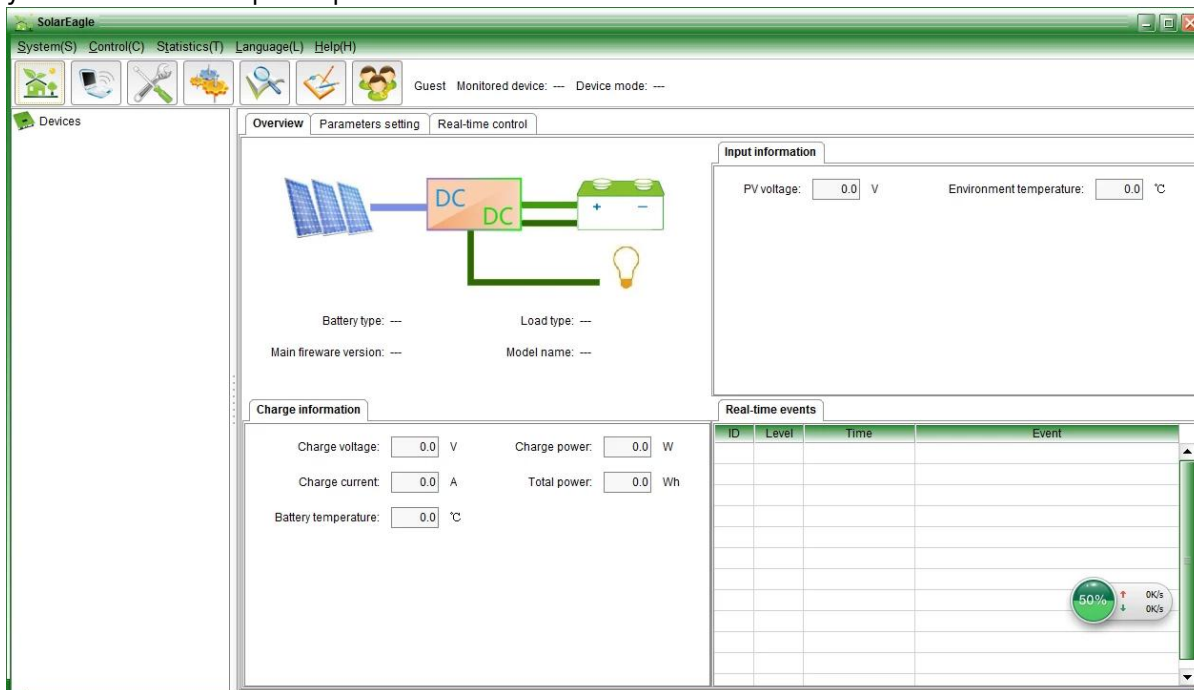 SolarEagle
System(S) Control(C) Statistics(T) Language(L) Help(H)
Guest Monitored device: --- Device mode: ---
Devices
Overview Parameters setting Real-time control
DC
DC
+ −
Battery type: --- Load type: ---
Main fireware version: --- Model name: ---
Input information
PV voltage: 0.0 V Environment temperature: 0.0 ℃
Charge information
Charge voltage: 0.0 V Charge power: 0.0 W
Charge current: 0.0 A Total power: 0.0 Wh
Battery temperature: 0.0 ℃
Real-time events
ID Level Time Event
50% ↑ 0K/s
↓ 0K/s